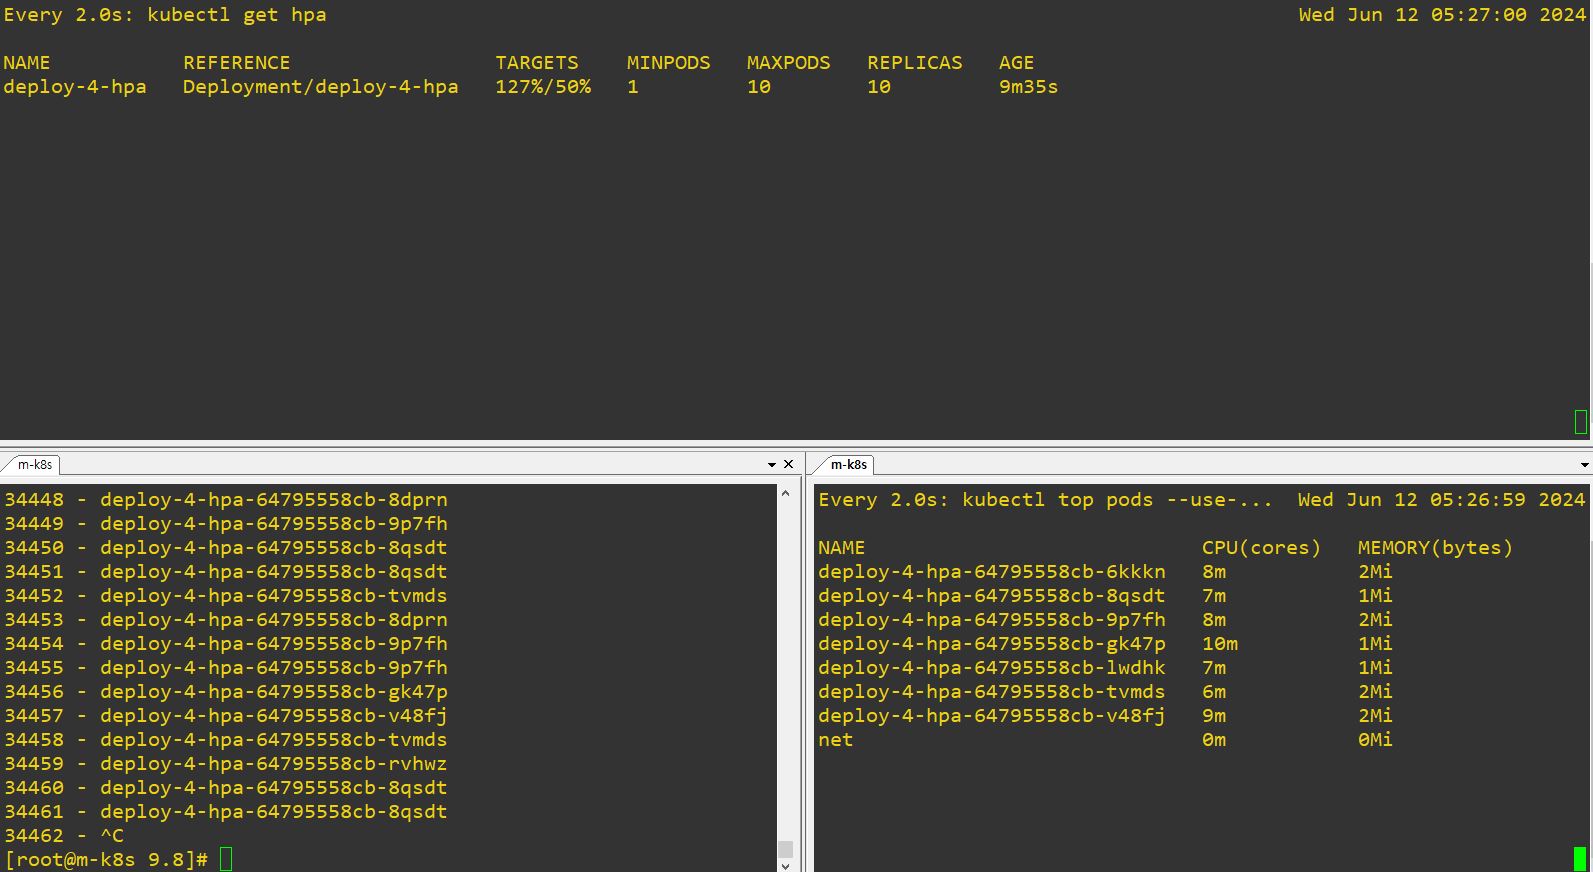 Every 2.0s: kubectl get hpa Wed Jun 12 05:27:00 2024
NAME REFERENCE TARGETS MINPODS MAXPODS REPLICAS AGE
deploy-4-hpa Deployment/deploy-4-hpa 127%/50% 1 10 10 9m35s
m-k8s
34448 - deploy-4-hpa-64795558cb-8dprn
34449 - deploy-4-hpa-64795558cb-9p7fh
34450 - deploy-4-hpa-64795558cb-8qsdt
34451 - deploy-4-hpa-64795558cb-8qsdt
34452 - deploy-4-hpa-64795558cb-tvmds
34453 - deploy-4-hpa-64795558cb-8dprn
34454 - deploy-4-hpa-64795558cb-9p7fh
34455 - deploy-4-hpa-64795558cb-9p7fh
34456 - deploy-4-hpa-64795558cb-gk47p
34457 - deploy-4-hpa-64795558cb-v48fj
34458 - deploy-4-hpa-64795558cb-tvmds
34459 - deploy-4-hpa-64795558cb-rvhwz
34460 - deploy-4-hpa-64795558cb-8qsdt
34461 - deploy-4-hpa-64795558cb-8qsdt
34462 - ^C
[root@m-k8s 9.8]#
m-k8s
Every 2.0s: kubectl top pods --use-... Wed Jun 12 05:26:59 2024
NAME CPU(cores) MEMORY(bytes)
deploy-4-hpa-64795558cb-6kkkn 8m 2Mi
deploy-4-hpa-64795558cb-8qsdt 7m 1Mi
deploy-4-hpa-64795558cb-9p7fh 8m 2Mi
deploy-4-hpa-64795558cb-gk47p 10m 1Mi
deploy-4-hpa-64795558cb-lwdhk 7m 1Mi
deploy-4-hpa-64795558cb-tvmds 6m 2Mi
deploy-4-hpa-64795558cb-v48fj 9m 2Mi
net 0m 0Mi